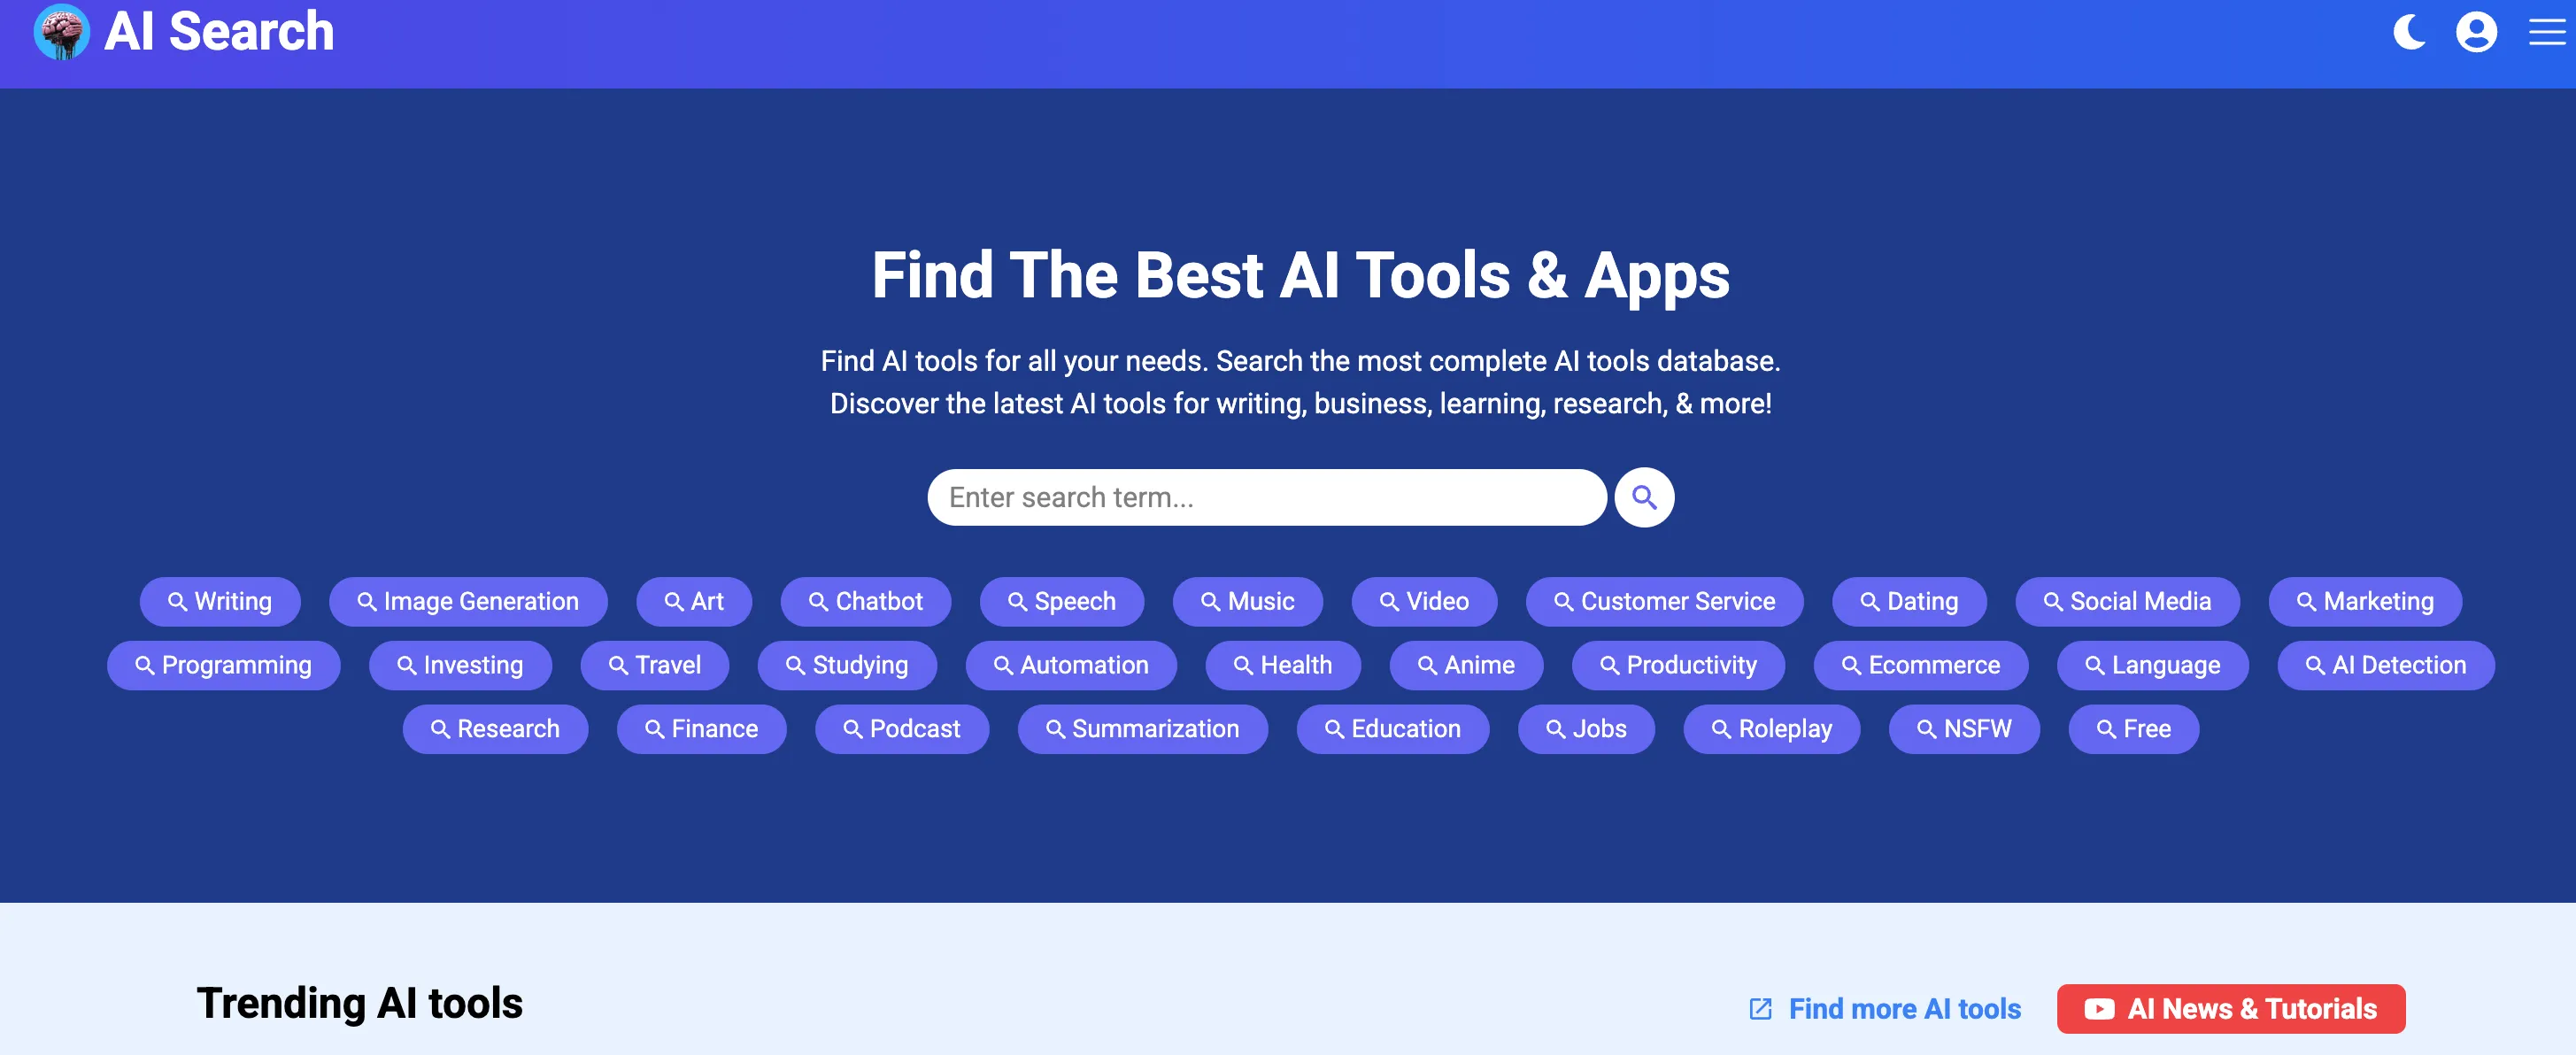 AI Search
Find The Best AI Tools & Apps
Find AI tools for all your needs. Search the most complete AI tools database.
Discover the latest AI tools for writing, business, learning, research, & more!
Enter search term...
Writing Image Generation Art Chatbot Speech Music Video Customer Service Dating Social Media Marketing
Programming Investing Travel Studying Automation Health Anime Productivity Ecommerce Language AI Detection
Research Finance Podcast Summarization Education Jobs Roleplay NSFW Free
Trending AI tools Find more AI tools AI News & Tutorials